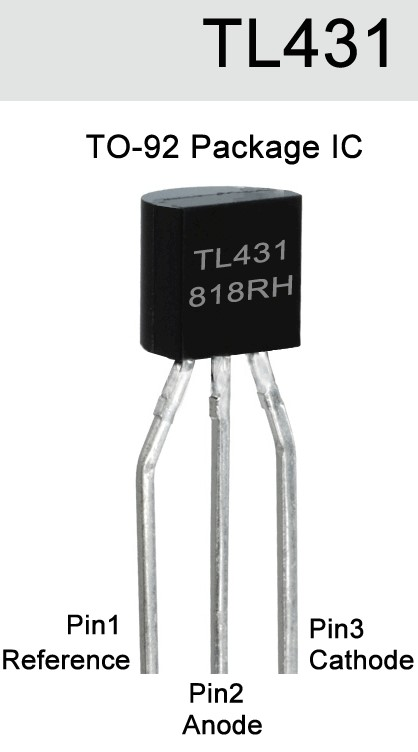 TL431
TO-92 Package IC
TL431
818RH
Pin1
Reference
Pin2
Anode
Pin3
Cathode